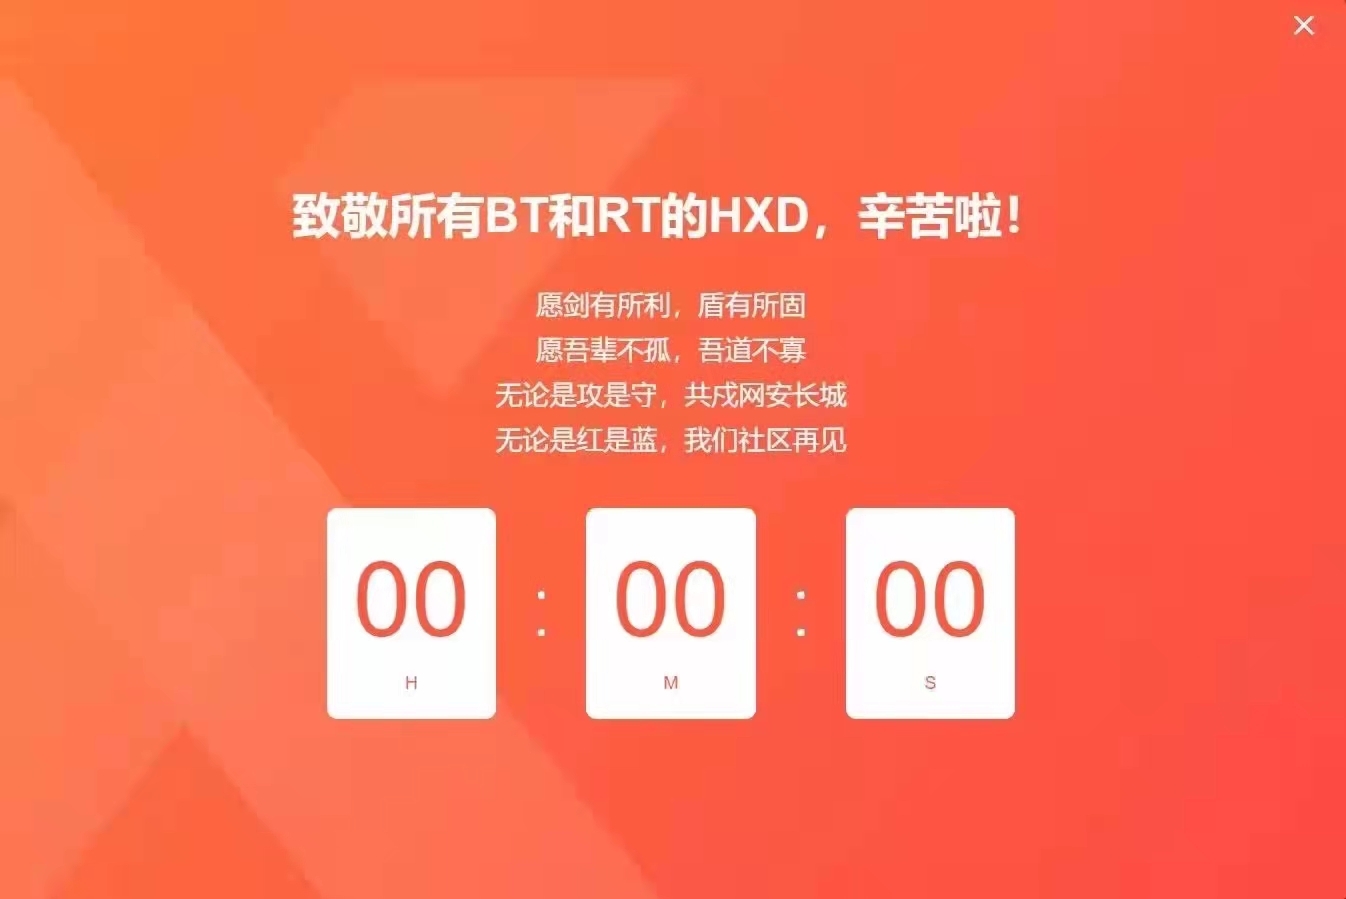 致敬所有BT和RT的HXD，辛苦啦！
愿剑有所利，盾有所固
愿吾辈不孤，吾道不寡
无论是攻是守，共戍网安长城
无论是红是蓝，我们社区再见
00 : 00 : 00
H M S